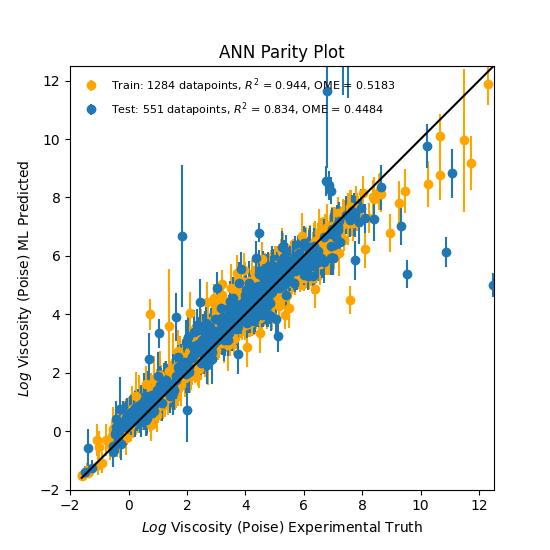 ANN Parity Plot
Train: 1284 datapoints, R² = 0.944, OME = 0.5183
Test: 551 datapoints, R² = 0.834, OME = 0.4484
Log Viscosity (Poise) ML Predicted
12
10
8
6
4
2
0
−2
−2 0 2 4 6 8 10 12
Log Viscosity (Poise) Experimental Truth